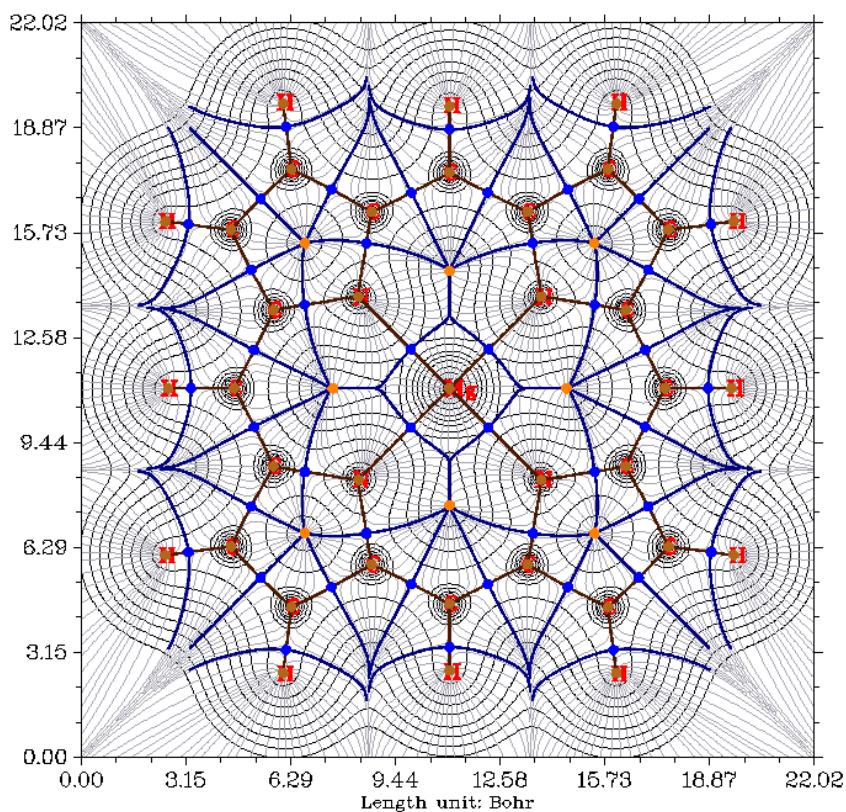 22.02
H H H
18.87
C C C
C C
15.73 H C C H
N N
C C
12.58
H C Mg C H
9.44
C C
N N
6.29 H C C H
C C
C C C
3.15
H H H
0.00
0.00 3.15 6.29 9.44 12.58 15.73 18.87 22.02
Length unit: Bohr